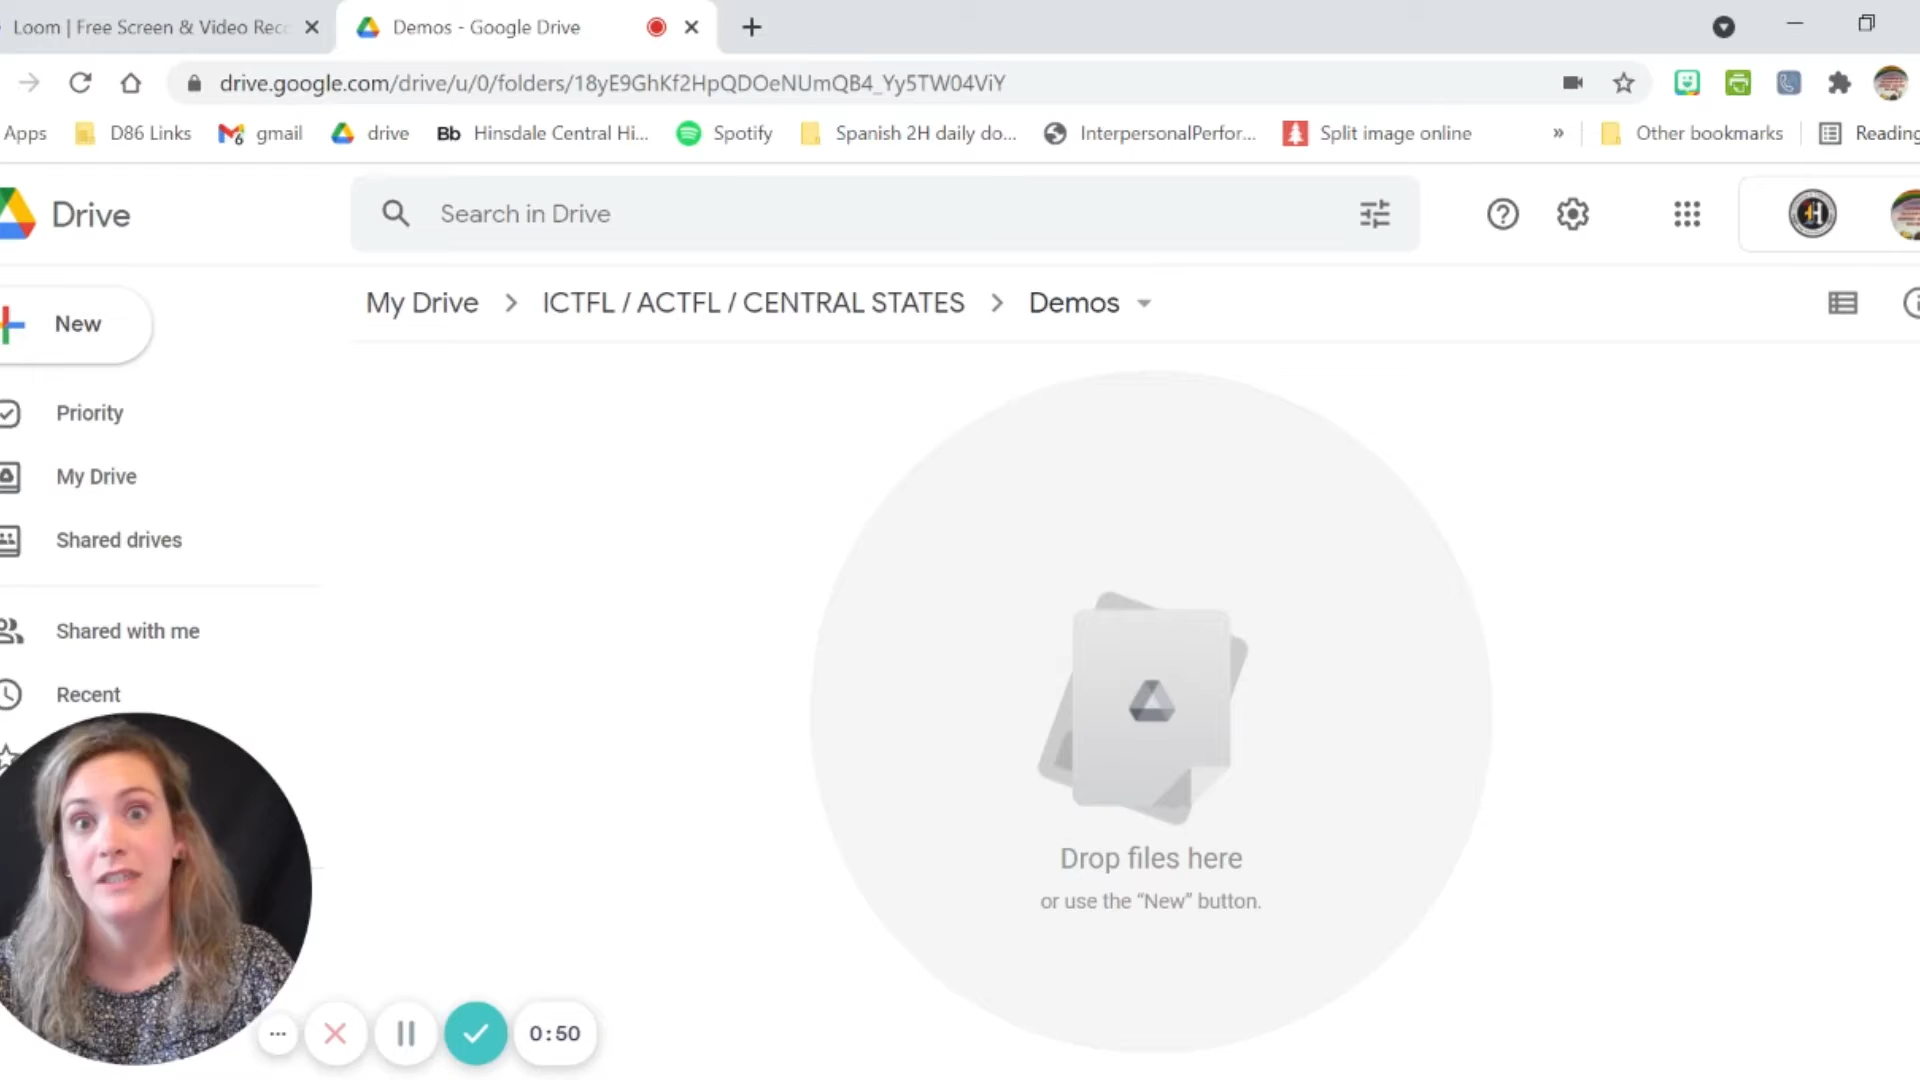 Loom | Free Screen & Video Rec
Demos - Google Drive
drive.google.com/drive/u/0/folders/18yE9GhKf2HpQDOeNUmQB4_Yy5TW04ViY
Apps D86 Links gmail drive Bb Hinsdale Central Hi... Spotify Spanish 2H daily do... InterpersonalPerfor... Split image online » Other bookmarks Reading
Drive
Search in Drive
My Drive > ICTFL / ACTFL / CENTRAL STATES > Demos
New
Priority
My Drive
Shared drives
Shared with me
Recent
Drop files here
or use the “New” button.
0:50